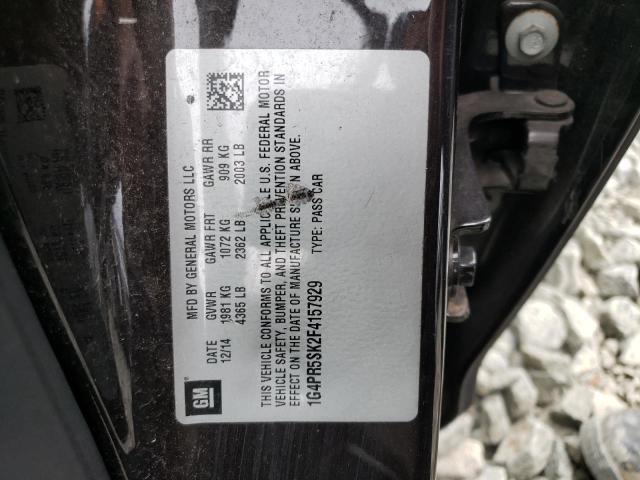 MFD BY GENERAL MOTORS LLC
DATE GVWR GAWR FRT GAWR RR
12/14 1981 KG 1072 KG 909 KG
4365 LB 2362 LB 2003 LB
THIS VEHICLE CONFORMS TO ALL APPLICABLE U.S. FEDERAL MOTOR
VEHICLE SAFETY, BUMPER, AND THEFT PREVENTION STANDARDS IN
EFFECT ON THE DATE OF MANUFACTURE SHOWN ABOVE.
1G4PR5SK2F4157929 TYPE: PASS CAR
GM